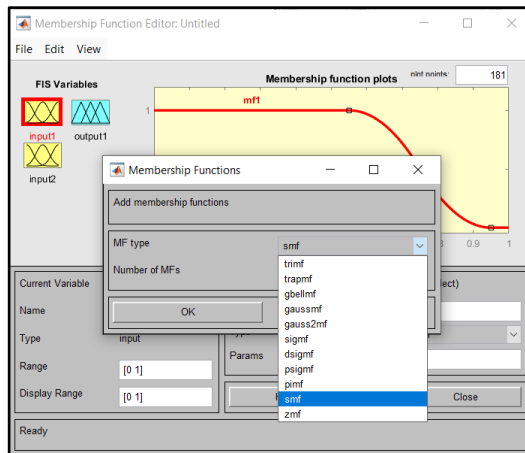 Membership Function Editor: Untitled
File Edit View
FIS Variables
Membership function plots
plot points:
181
input1
output1
input2
mf1
1
0.9
1
Membership Functions
Add membership functions
MF type
smf
Number of MFs
trimf
trapmf
gbellmf
gaussmf
gauss2mf
sigmf
dsigmf
psigmf
pimf
smf
zmf
OK
Current Variable
Name
Type
input
Params
Range
[0 1]
Display Range
[0 1]
Close
Ready